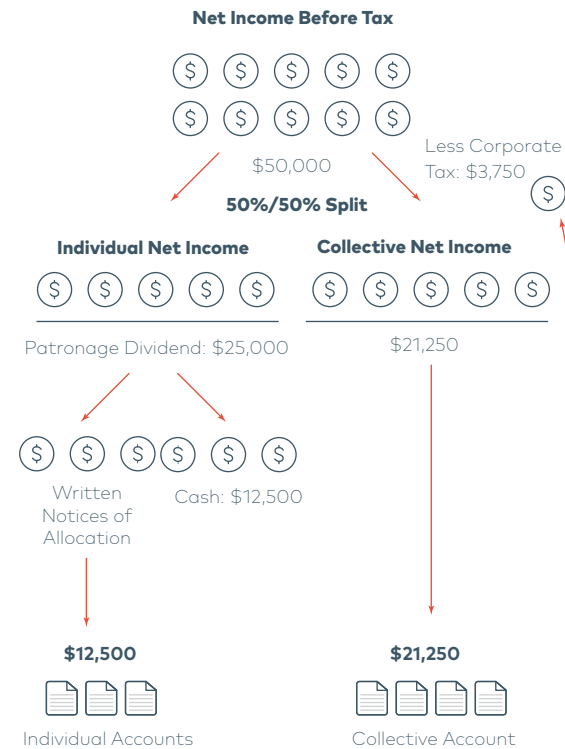 Net Income Before Tax
$ $ $ $ $
$ $ $ $ $
$50,000
Less Corporate
Tax: $3,750
$
50%/50% Split
Individual Net Income
$ $ $ $ $
Patronage Dividend: $25,000
Collective Net Income
$ $ $ $ $
$21,250
$ $ $
Written
Notices of
Allocation
$ $ $
Cash: $12,500
$12,500
Individual Accounts
$21,250
Collective Account